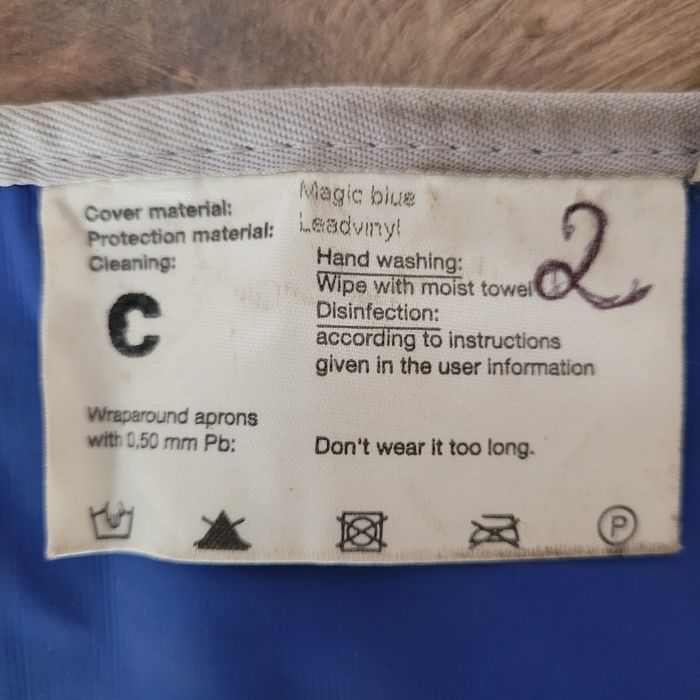 Cover material: Magic blue
Protection material: Leadvinyl
Cleaning: Hand washing:
Wipe with moist towel
2
C
Disinfection:
according to instructions
given in the user information
Wraparound aprons
with 0,50 mm Pb: Don't wear it too long.
P